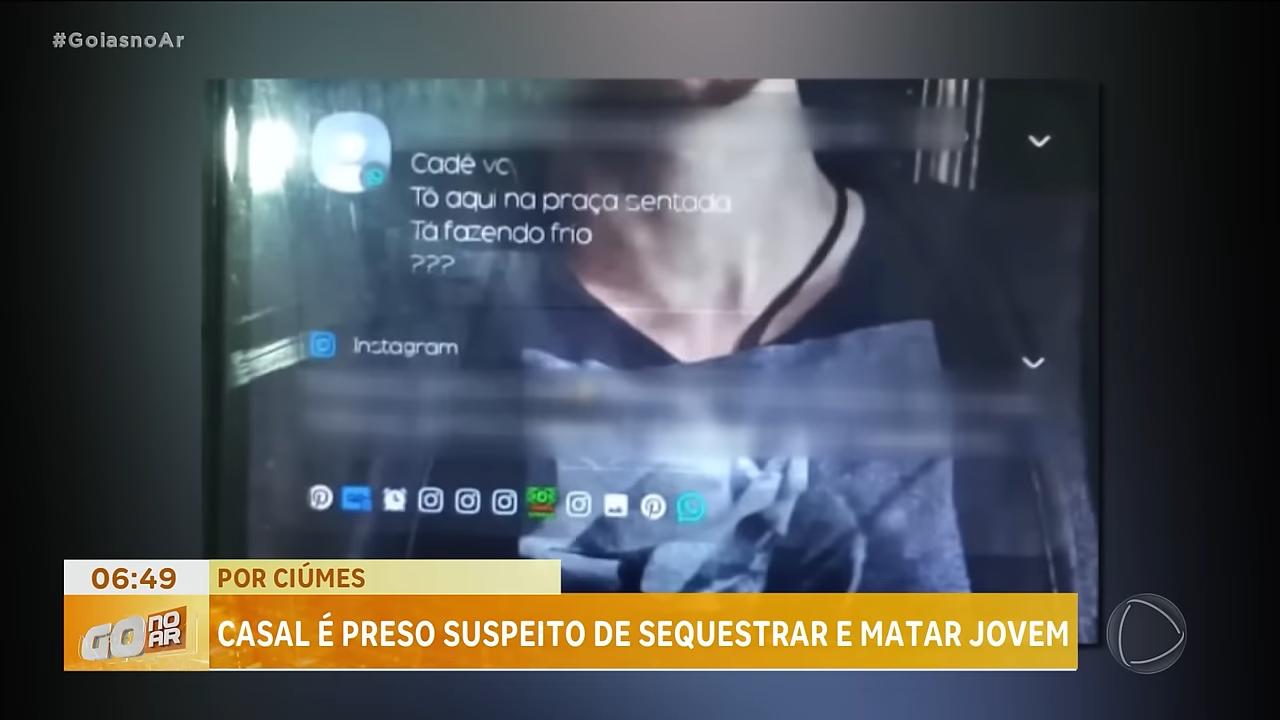 #GoiasnoAr
Cadê vc
Tô aqui na praça sentada
Tá fazendo frio
???
Instagram
06:49
POR CIÚMES
GO NO AR
CASAL É PRESO SUSPEITO DE SEQUESTRAR E MATAR JOVEM